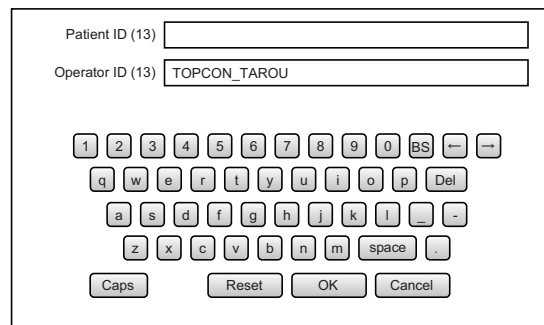 Patient ID (13)
Operator ID (13) TOPCON_TAROU
1 2 3 4 5 6 7 8 9 0 BS ← →
q w e r t y u i o p Del
a s d f g h j k l _ -
z x c v b n m space .
Caps Reset OK Cancel